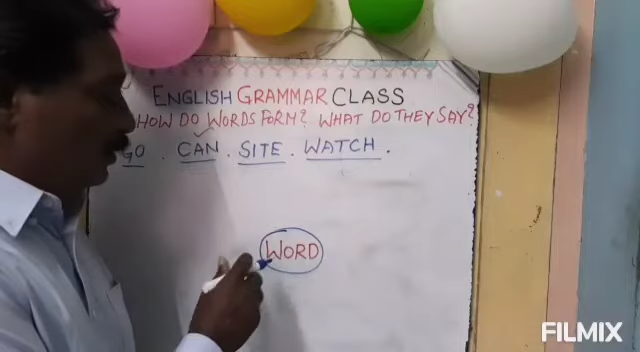 ENGLISH GRAMMAR CLASS
HOW DO WORDS FORM? WHAT DO THEY SAY?
GO . CAN . SITE . WATCH .
WORD
FILMIX